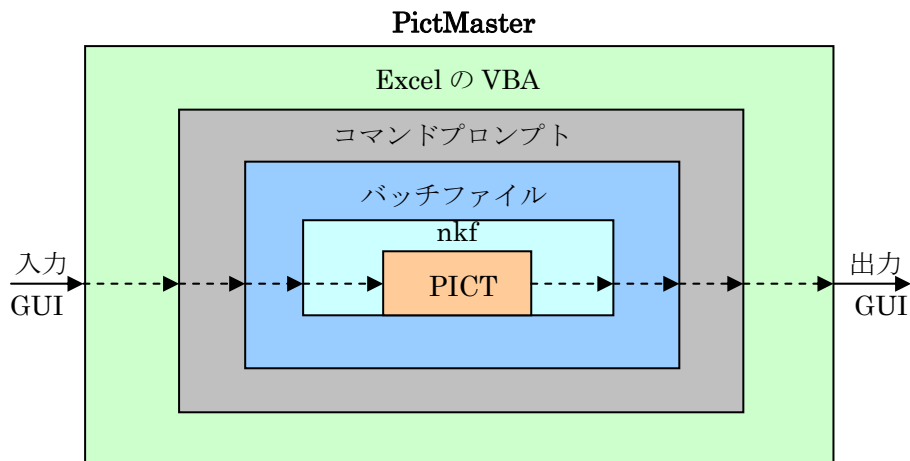 PictMaster
Excel の VBA
コマンドプロンプト
バッチファイル
nkf
入力
GUI
PICT
出力
GUI